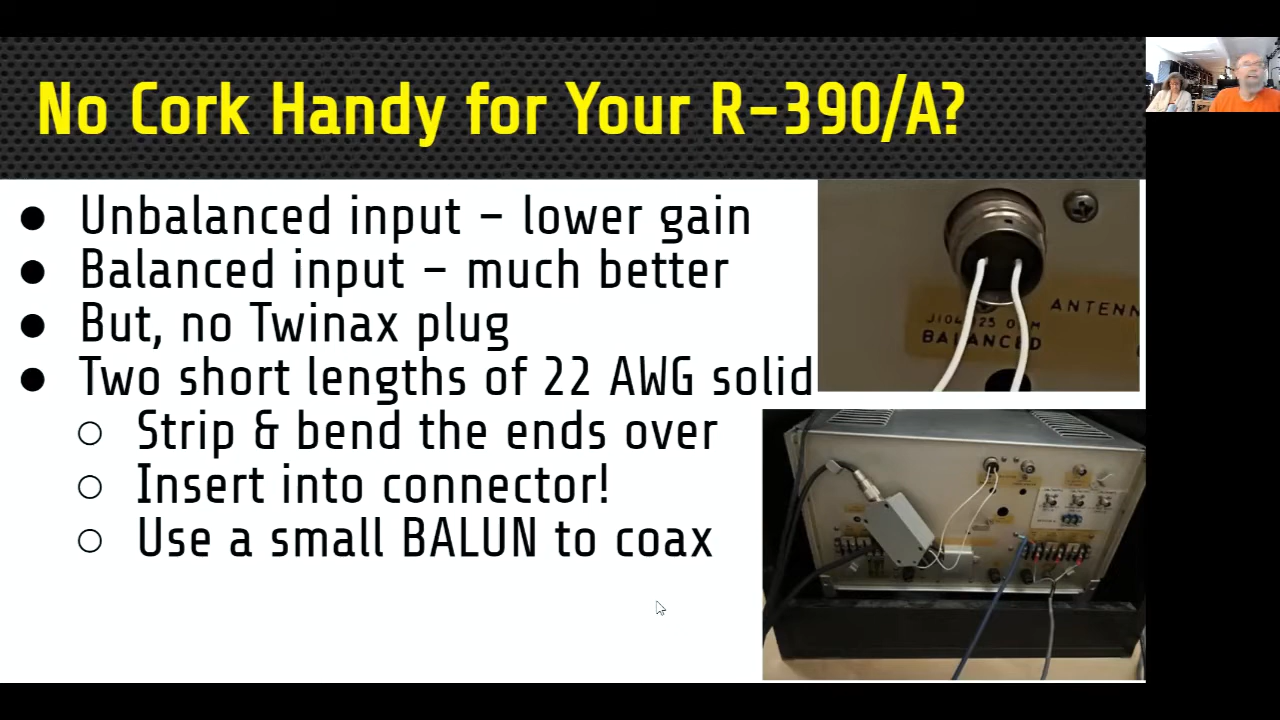 No Cork Handy for Your R-390/A?
● Unbalanced input – lower gain
● Balanced input – much better
● But, no Twinax plug
● Two short lengths of 22 AWG solid
○ Strip & bend the ends over
○ Insert into connector!
○ Use a small BALUN to coax
ANTENN
BALANCED